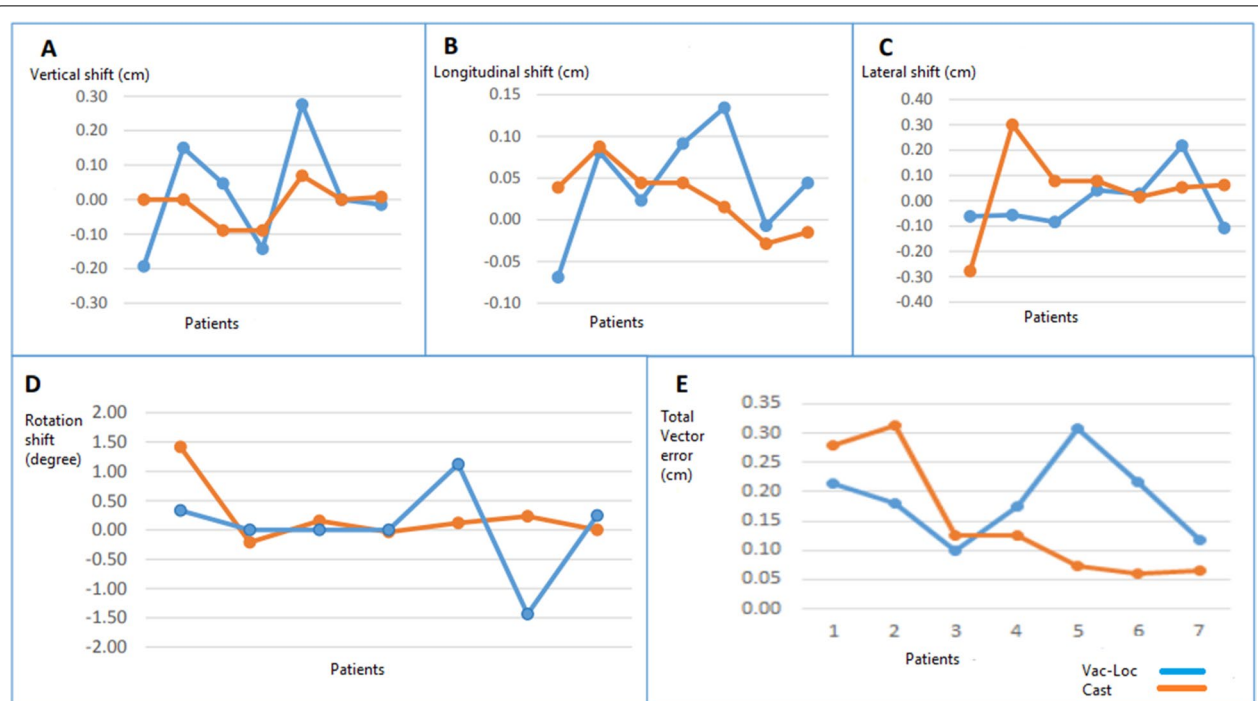 A
Vertical shift (cm)
0.30
0.20
0.10
0.00
-0.10
-0.20
-0.30
Patients
B
Longitudinal shift (cm)
0.15
0.10
0.05
0.00
-0.05
-0.10
Patients
C
Lateral shift (cm)
0.40
0.30
0.20
0.10
0.00
-0.10
-0.20
-0.30
-0.40
Patients
D
Rotation
shift
(degree)
2.00
1.50
1.00
0.50
0.00
-0.50
-1.00
-1.50
-2.00
Patients
E
Total
Vector
error
(cm)
0.35
0.30
0.25
0.20
0.15
0.10
0.05
0.00
1 2 3 4 5 6 7
Patients
Vac-Loc
Cast